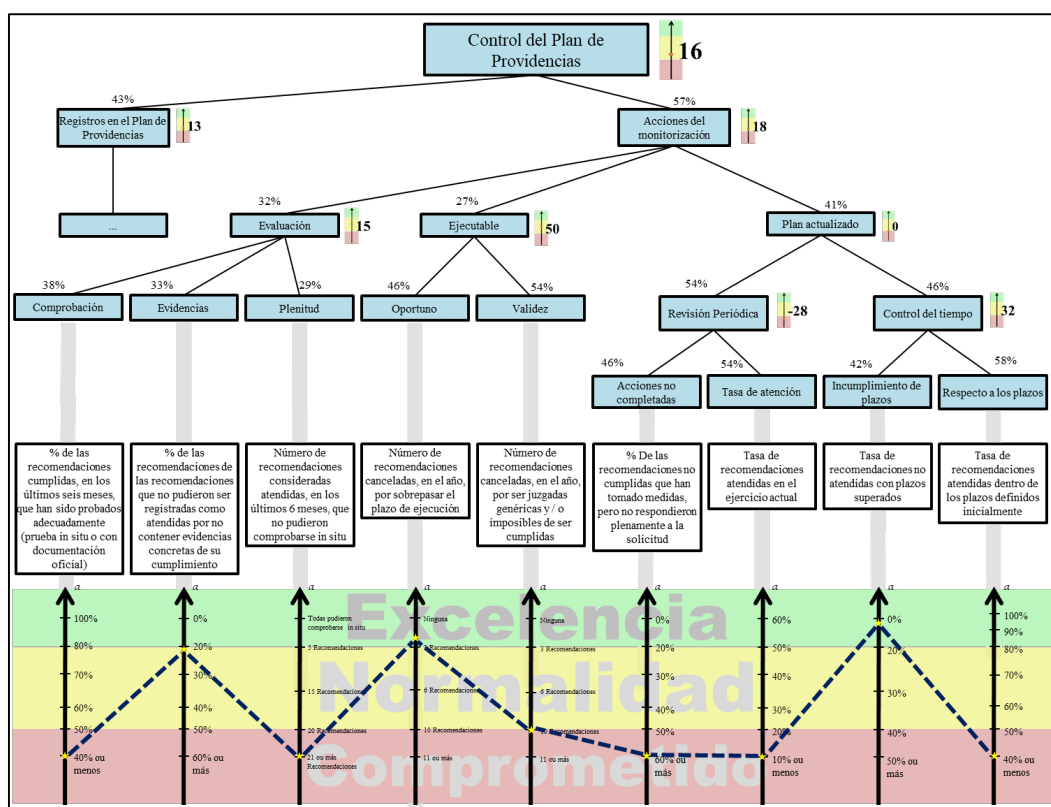 Control del Plan de
Providencias
16
43%
57%
Registros en el Plan de
Providencias
13
Acciones del
monitorización
18
32%
27%
41%
...
Evaluación
15
Ejecutable
50
Plan actualizado
0
38%
33%
29%
46%
54%
54%
46%
Comprobación
Evidencias
Plenitud
Oportuno
Validez
Revisión Periódica
-28
Control del tiempo
32
46%
54%
42%
58%
Acciones no
completadas
Tasa de atención
Incumplimiento de
plazos
Respecto a los plazos
% de las
recomendaciones
cumplidas, en los
últimos seis meses,
que han sido probados
adecuadamente
(prueba in situ o con
documentación
oficial)
% de las
recomendaciones de
las recomendaciones
que no pudieron ser
registradas como
atendidas por no
contener evidencias
concretas de su
cumplimiento
Número de
recomendaciones
consideradas
atendidas, en los
últimos 6 meses, que
no pudieron
comprobarse in situ
Número de
recomendaciones
canceladas, en el año,
por sobrepasar el
plazo de ejecución
Número de
recomendaciones
canceladas, en el año,
por ser juzgadas
genéricas y / o
imposibles de ser
cumplidas
% De las
recomendaciones no
cumplidas que han
tomado medidas,
pero no respondieron
plenamente a la
solicitud
Tasa de
recomendaciones
atendidas en el
ejercicio actual
Tasa de
recomendaciones no
atendidas con plazos
superados
Tasa de
recomendaciones
atendidas dentro de
los plazos definidos
inicialmente
a
a
a
a
a
a
a
a
a
Excelencia
Normalidad
Comprometido
100%
80%
70%
60%
50%
40% ou
menos
0%
20%
30%
50%
60% ou
más
Todas pudieron
comprobarse in situ
5 Recomendaciones
15 Recomendaciones
20 Recomendaciones
21 ou más
Recomendaciones
Ninguna
Recomendaciones
6 Recomendaciones
10 Recomendaciones
11 ou más
Ninguna
3 Recomendaciones
6 Recomendaciones
10 Recomendaciones
11 ou más
0%
20%
30%
40%
50%
60% ou
más
60%
50%
40%
30%
20%
10% ou
menos
0%
20%
30%
40%
50% ou
más
100%
90%
80%
70%
60%
50%
40% ou
menos